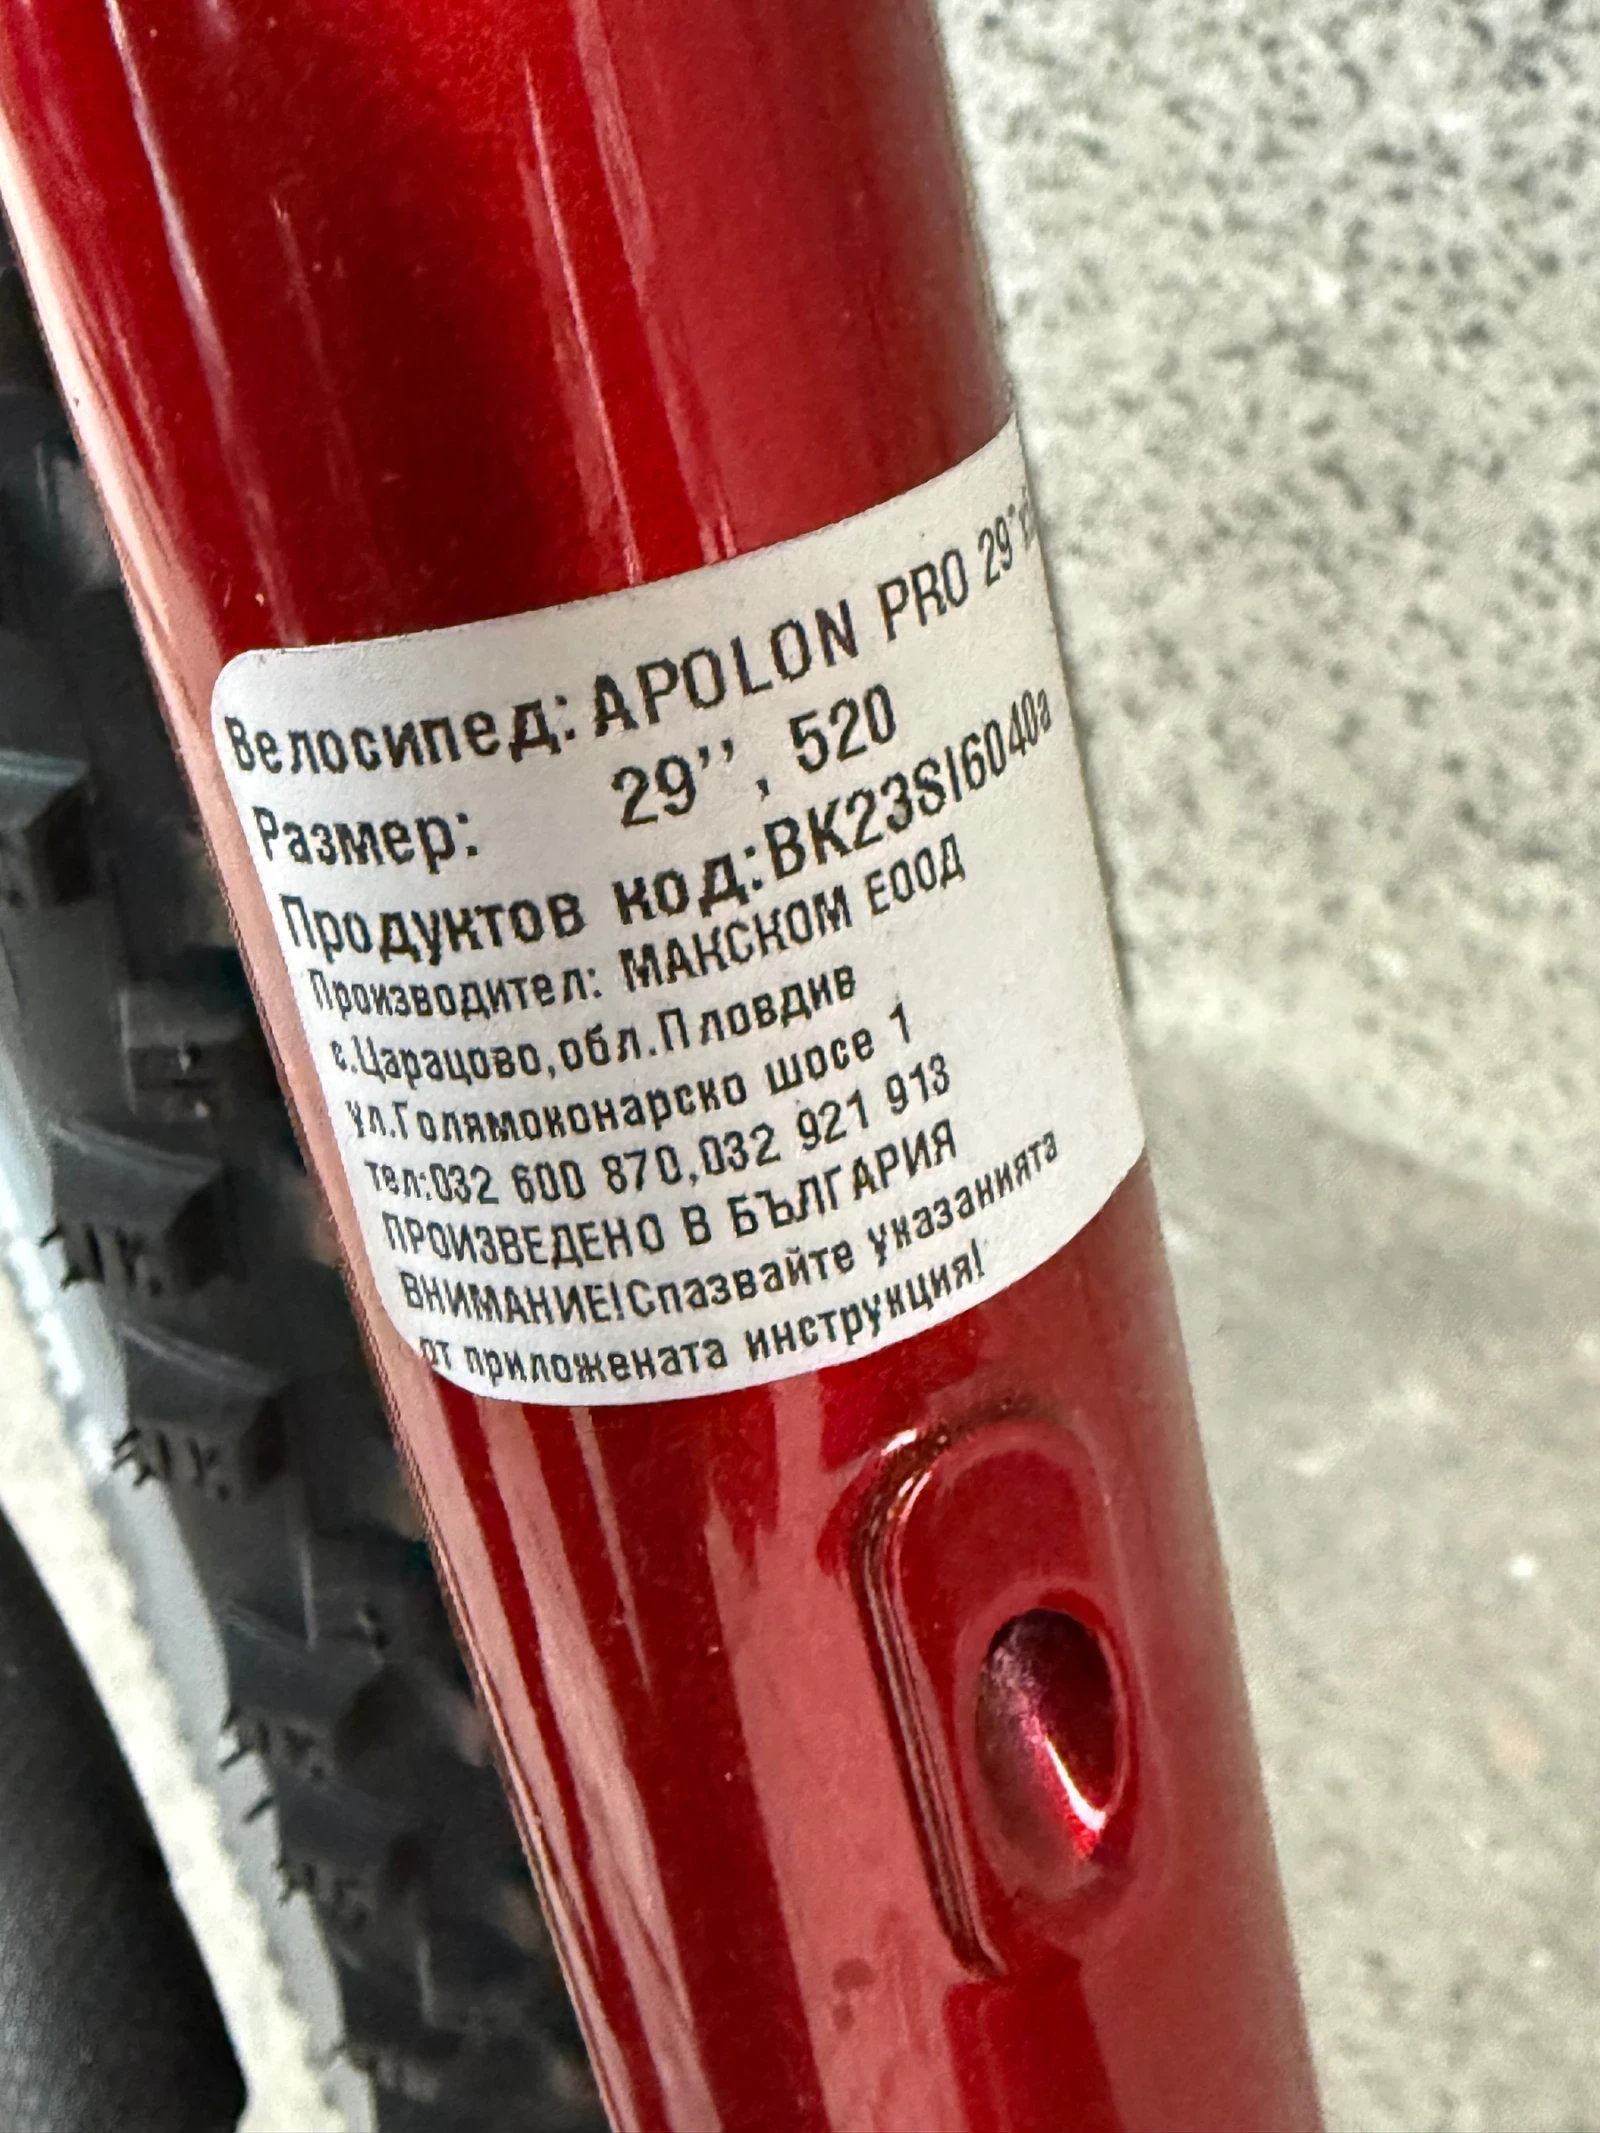 Велосипед: APOLON PRO 29"
Размер: 29'', 520
Продуктов код:BK23SI6040a
Производител: МАКСКОМ ЕООД
с.Царацово,обл.Пловдив
Ул.Голямоконарско шосе 1
Тел:032 600 870,032 921 913
ПРОИЗВЕДЕНО В БЪЛГАРИЯ
ВНИМАНИЕ!Спазвайте указанията
от приложената инструкция!